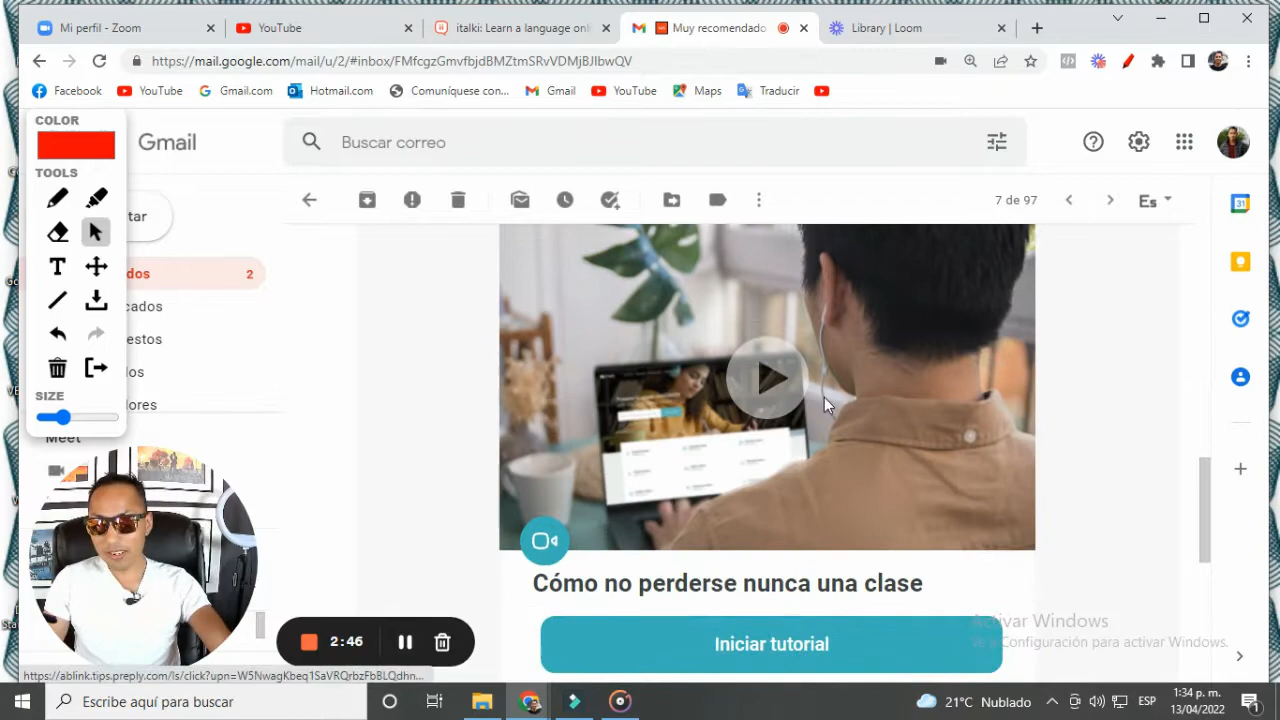 Mi perfil - Zoom
YouTube
italki: Learn a language onl
Muy recomendado
Library | Loom
https://mail.google.com/mail/u/2/#inbox/FMfcgzGmvfbjdBMZtmSRvVDMjBJlbwQV
Facebook
YouTube
Gmail.com
Hotmail.com
Comuníquese con...
Gmail
YouTube
Maps
Traducir
COLOR
TOOLS
SIZE
Gmail
Buscar correo
7 de 97
Es
tar
dos
2
cados
estos
dos
dores
Meet
31
Cómo no perderse nunca una clase
Iniciar tutorial
Activar Windows
Ve a Configuración para activar Windows.
2:46
https://ablink.tips.preply.com/ls/click?upn=W5NwagKbeq1SaVRQrbzFbBLQdhn...
Escribe aquí para buscar
21°C Nublado
ESP
1:34 p. m.
13/04/2022
1